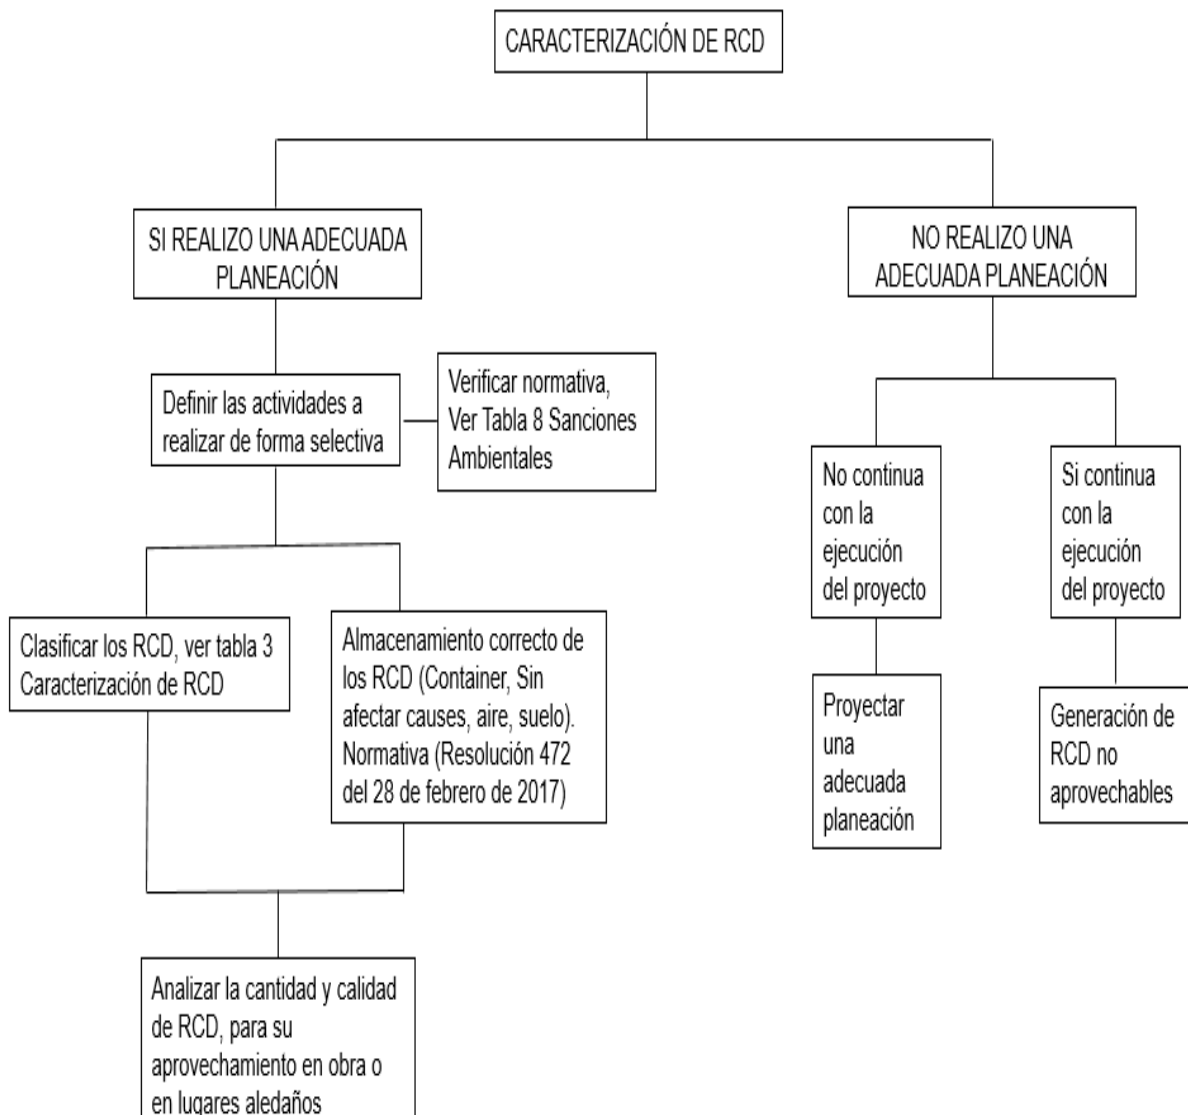 CARACTERIZACIÓN DE RCD
SI REALIZO UNA ADECUADA
PLANEACIÓN
NO REALIZO UNA
ADECUADA PLANEACIÓN
Definir las actividades a
realizar de forma selectiva
Verificar normativa,
Ver Tabla 8 Sanciones
Ambientales
No continua
con la
ejecución
del proyecto
Si continua
con la
ejecución
del proyecto
Clasificar los RCD, ver tabla 3
Caracterización de RCD
Almacenamiento correcto de
los RCD (Container, Sin
afectar causes, aire, suelo).
Normativa (Resolución 472
del 28 de febrero de 2017)
Proyectar
una
adecuada
planeación
Generación de
RCD no
aprovechables
Analizar la cantidad y calidad
de RCD, para su
aprovechamiento en obra o
en lugares aledaños